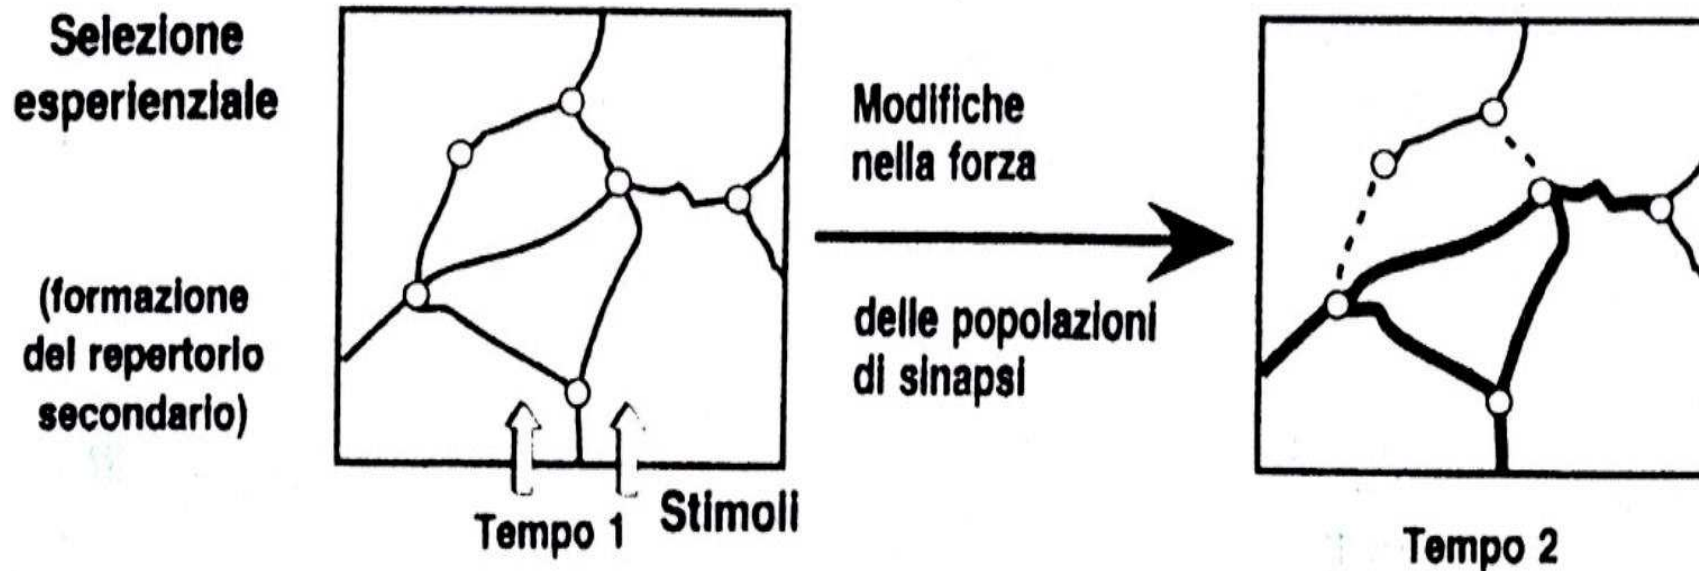 Selezione
esperienziale
(formazione
del repertorio
secondario)
Tempo 1
Stimoli
Modifiche
nella forza
delle popolazioni
di sinapsi
Tempo 2